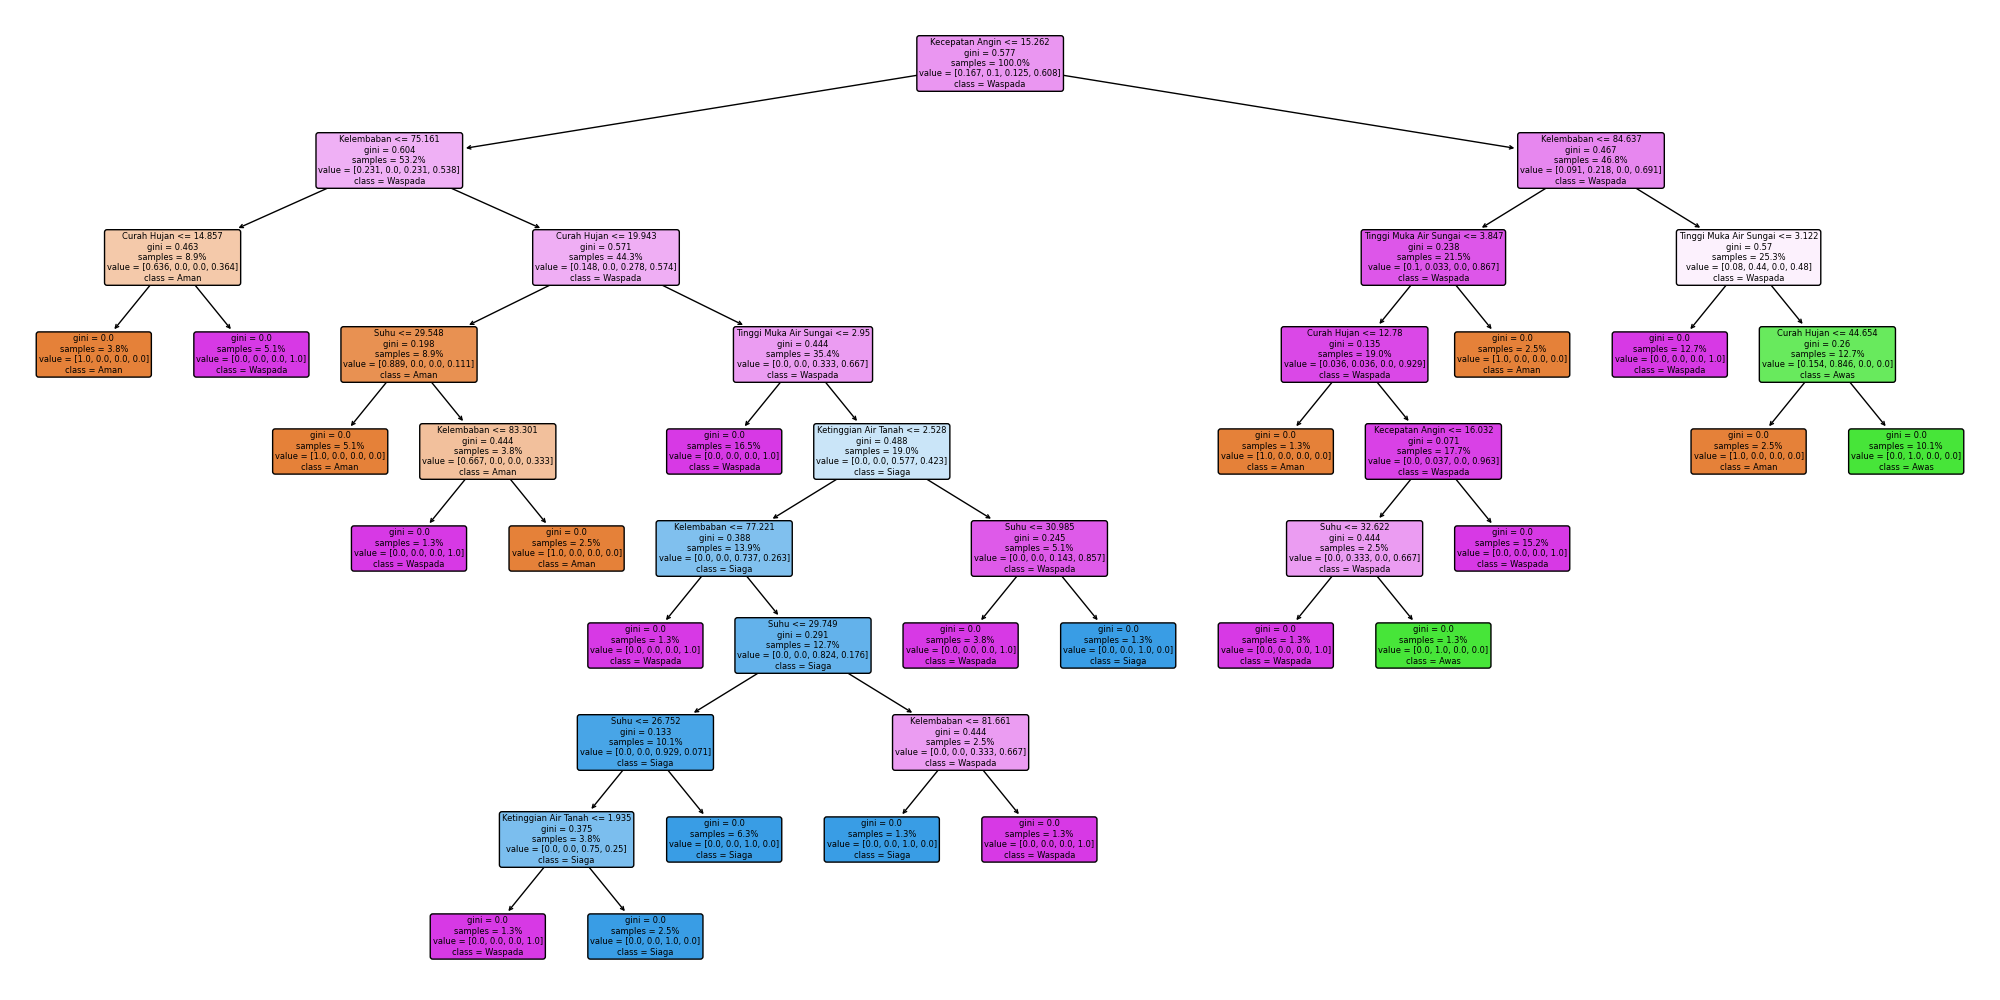 Kecepatan Angin <= 15.262
gini = 0.577
samples = 100.0%
value = [0.167, 0.1, 0.125, 0.608]
class = Waspada
Kelembaban <= 75.161
gini = 0.604
samples = 53.2%
value = [0.231, 0.0, 0.231, 0.538]
class = Waspada
Kelembaban <= 84.637
gini = 0.467
samples = 46.8%
value = [0.091, 0.218, 0.0, 0.691]
class = Waspada
Curah Hujan <= 14.857
gini = 0.463
samples = 8.9%
value = [0.636, 0.0, 0.0, 0.364]
class = Aman
Curah Hujan <= 19.943
gini = 0.571
samples = 44.3%
value = [0.148, 0.0, 0.278, 0.574]
class = Waspada
Tinggi Muka Air Sungai <= 3.847
gini = 0.238
samples = 21.5%
value = [0.1, 0.033, 0.0, 0.867]
class = Waspada
Tinggi Muka Air Sungai <= 3.122
gini = 0.57
samples = 25.3%
value = [0.08, 0.44, 0.0, 0.48]
class = Waspada
gini = 0.0
samples = 3.8%
value = [1.0, 0.0, 0.0, 0.0]
class = Aman
gini = 0.0
samples = 5.1%
value = [0.0, 0.0, 0.0, 1.0]
class = Waspada
Suhu <= 29.548
gini = 0.198
samples = 8.9%
value = [0.889, 0.0, 0.0, 0.111]
class = Aman
Tinggi Muka Air Sungai <= 2.95
gini = 0.444
samples = 35.4%
value = [0.0, 0.0, 0.333, 0.667]
class = Waspada
Curah Hujan <= 12.78
gini = 0.135
samples = 19.0%
value = [0.036, 0.036, 0.0, 0.929]
class = Waspada
gini = 0.0
samples = 2.5%
value = [1.0, 0.0, 0.0, 0.0]
class = Aman
gini = 0.0
samples = 12.7%
value = [0.0, 0.0, 0.0, 1.0]
class = Waspada
Curah Hujan <= 44.654
gini = 0.26
samples = 12.7%
value = [0.154, 0.846, 0.0, 0.0]
class = Awas
gini = 0.0
samples = 5.1%
value = [1.0, 0.0, 0.0, 0.0]
class = Aman
Kelembaban <= 83.301
gini = 0.444
samples = 3.8%
value = [0.667, 0.0, 0.0, 0.333]
class = Aman
gini = 0.0
samples = 16.5%
value = [0.0, 0.0, 0.0, 1.0]
class = Waspada
Ketinggian Air Tanah <= 2.528
gini = 0.488
samples = 19.0%
value = [0.0, 0.0, 0.577, 0.423]
class = Siaga
gini = 0.0
samples = 1.3%
value = [1.0, 0.0, 0.0, 0.0]
class = Aman
Kecepatan Angin <= 16.032
gini = 0.071
samples = 17.7%
value = [0.0, 0.037, 0.0, 0.963]
class = Waspada
gini = 0.0
samples = 2.5%
value = [1.0, 0.0, 0.0, 0.0]
class = Aman
gini = 0.0
samples = 10.1%
value = [0.0, 1.0, 0.0, 0.0]
class = Awas
gini = 0.0
samples = 1.3%
value = [0.0, 0.0, 0.0, 1.0]
class = Waspada
gini = 0.0
samples = 2.5%
value = [1.0, 0.0, 0.0, 0.0]
class = Aman
Kelembaban <= 77.221
gini = 0.388
samples = 13.9%
value = [0.0, 0.0, 0.737, 0.263]
class = Siaga
Suhu <= 30.985
gini = 0.245
samples = 5.1%
value = [0.0, 0.0, 0.143, 0.857]
class = Waspada
Suhu <= 32.622
gini = 0.444
samples = 2.5%
value = [0.0, 0.333, 0.0, 0.667]
class = Waspada
gini = 0.0
samples = 15.2%
value = [0.0, 0.0, 0.0, 1.0]
class = Waspada
gini = 0.0
samples = 1.3%
value = [0.0, 0.0, 0.0, 1.0]
class = Waspada
Suhu <= 29.749
gini = 0.291
samples = 12.7%
value = [0.0, 0.0, 0.824, 0.176]
class = Siaga
gini = 0.0
samples = 3.8%
value = [0.0, 0.0, 0.0, 1.0]
class = Waspada
gini = 0.0
samples = 1.3%
value = [0.0, 0.0, 1.0, 0.0]
class = Siaga
gini = 0.0
samples = 1.3%
value = [0.0, 0.0, 0.0, 1.0]
class = Waspada
gini = 0.0
samples = 1.3%
value = [0.0, 1.0, 0.0, 0.0]
class = Awas
Suhu <= 26.752
gini = 0.133
samples = 10.1%
value = [0.0, 0.0, 0.929, 0.071]
class = Siaga
Kelembaban <= 81.661
gini = 0.444
samples = 2.5%
value = [0.0, 0.0, 0.333, 0.667]
class = Waspada
Ketinggian Air Tanah <= 1.935
gini = 0.375
samples = 3.8%
value = [0.0, 0.0, 0.75, 0.25]
class = Siaga
gini = 0.0
samples = 6.3%
value = [0.0, 0.0, 1.0, 0.0]
class = Siaga
gini = 0.0
samples = 1.3%
value = [0.0, 0.0, 1.0, 0.0]
class = Siaga
gini = 0.0
samples = 1.3%
value = [0.0, 0.0, 0.0, 1.0]
class = Waspada
gini = 0.0
samples = 1.3%
value = [0.0, 0.0, 0.0, 1.0]
class = Waspada
gini = 0.0
samples = 2.5%
value = [0.0, 0.0, 1.0, 0.0]
class = Siaga